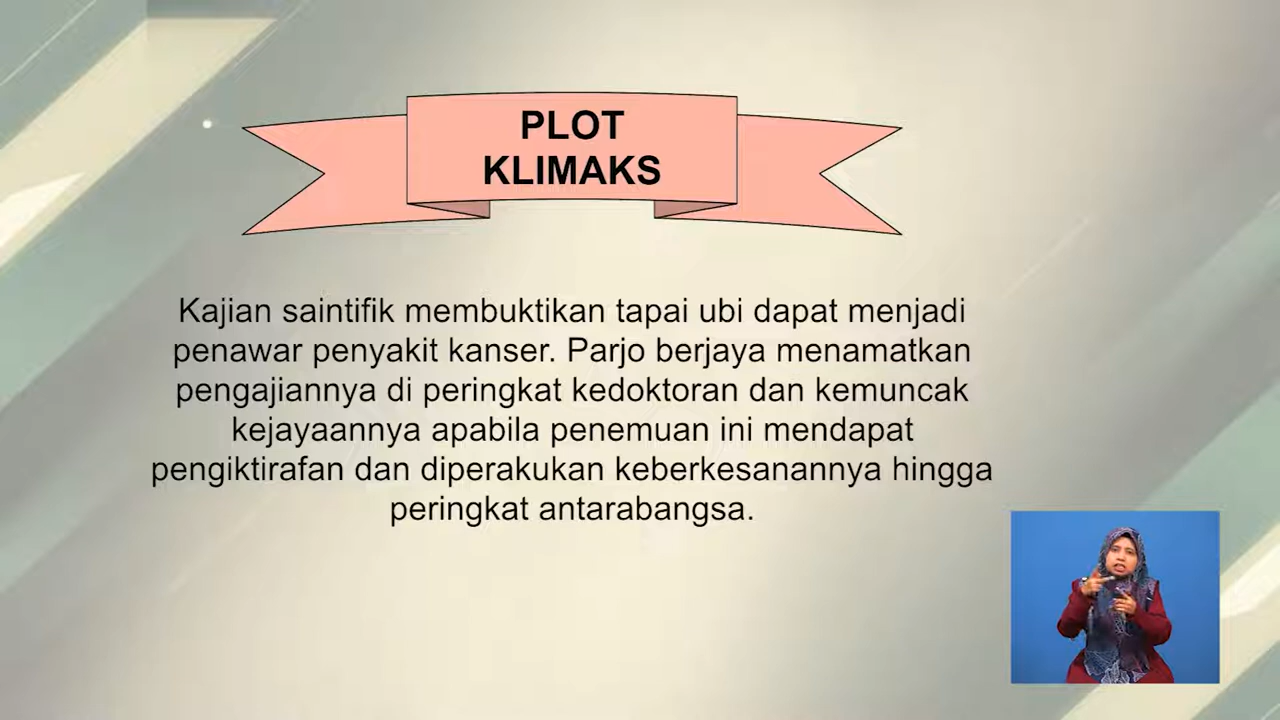 PLOT
KLIMAKS
Kajian saintifik membuktikan tapai ubi dapat menjadi
penawar penyakit kanser. Parjo berjaya menamatkan
pengajiannya di peringkat kedoktoran dan kemuncak
kejayaannya apabila penemuan ini mendapat
pengiktirafan dan diperakukan keberkesanannya hingga
peringkat antarabangsa.